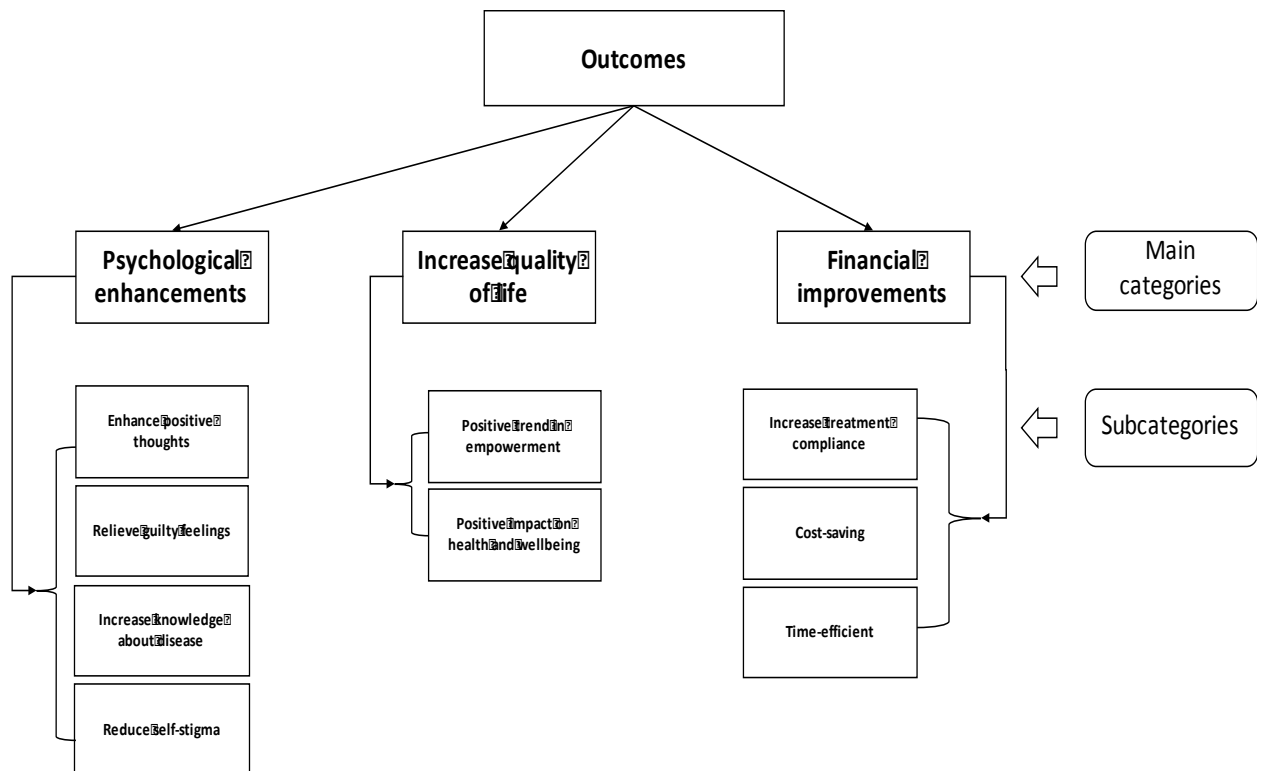 Outcomes
Psychological
enhancements
Increase quality
of life
Financial
improvements
Main
categories
Enhance positive
thoughts
Relieve guilty feelings
Increase knowledge
about disease
Reduce self-stigma
Positive trend in
empowerment
Positive impact on
health and wellbeing
Increase treatment
compliance
Cost-saving
Time-efficient
Subcategories